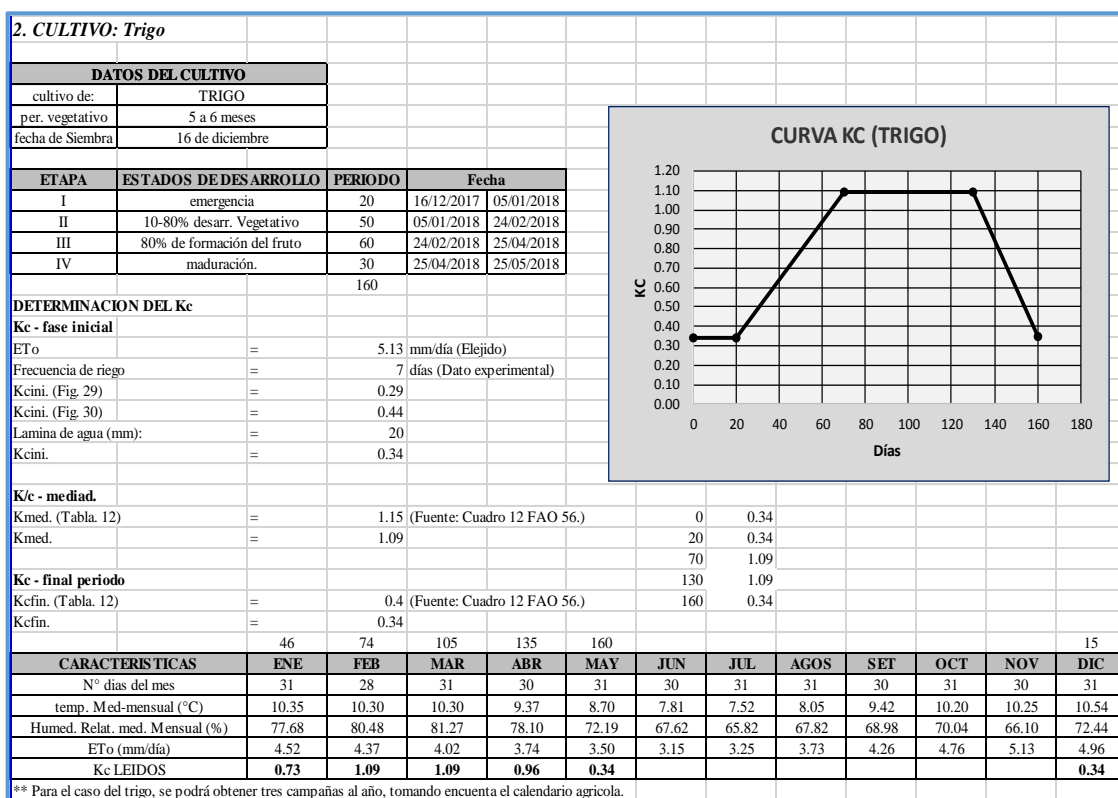 2. CULTIVO: Trigo
DATOS DEL CULTIVO
cultivo de: TRIGO
per. vegetativo 5 a 6 meses
fecha de Siembra 16 de diciembre
ETAPA ESTADOS DE DESARROLLO PERIODO Fecha
I emergencia 20 16/12/2017 05/01/2018
II 10-80% desarr. Vegetativo 50 05/01/2018 24/02/2018
III 80% de formación del fruto 60 24/02/2018 25/04/2018
IV maduración. 30 25/04/2018 25/05/2018
160
CURVA KC (TRIGO)
1.20
1.10
1.00
0.90
0.80
0.70
0.60
0.50
0.40
0.30
0.20
0.10
0.00
KC
0 20 40 60 80 100 120 140 160 180
Días
DETERMINACION DEL Kc
Kc - fase inicial
ETo = 5.13 mm/día (Elejido)
Frecuencia de riego = 7 días (Dato experimental)
Kcini. (Fig. 29) = 0.29
Kcini. (Fig. 30) = 0.44
Lamina de agua (mm): = 20
Kcini. = 0.34
K/c - mediad.
Kmed. (Tabla. 12) = 1.15 (Fuente: Cuadro 12 FAO 56.) 0 0.34
Kmed. = 1.09 20 0.34
70 1.09
Kc - final periodo 130 1.09
Kcfin. (Tabla. 12) = 0.4 (Fuente: Cuadro 12 FAO 56.) 160 0.34
Kcfin. = 0.34
46 74 105 135 160 15
CARACTERISTICAS ENE FEB MAR ABR MAY JUN JUL AGOS SET OCT NOV DIC
N° dias del mes 31 28 31 30 31 30 31 31 30 31 30 31
temp. Med-mensual (°C) 10.35 10.30 10.30 9.37 8.70 7.81 7.52 8.05 9.42 10.20 10.25 10.54
Humed. Relat. med. Mensual (%) 77.68 80.48 81.27 78.10 72.19 67.62 65.82 67.82 68.98 70.04 66.10 72.44
ETo (mm/día) 4.52 4.37 4.02 3.74 3.50 3.15 3.25 3.73 4.26 4.76 5.13 4.96
Kc LEIDOS 0.73 1.09 1.09 0.96 0.34 0.34
** Para el caso del trigo, se podrá obtener tres campañas al año, tomando encuenta el calendario agricola.